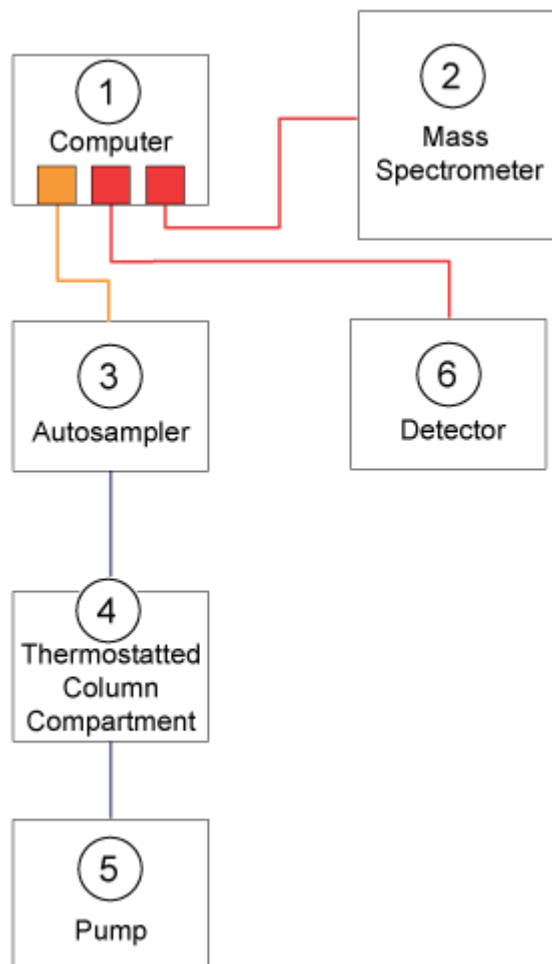 1
Computer
2
Mass
Spectrometer
3
Autosampler
6
Detector
4
Thermostatted
Column
Compartment
5
Pump